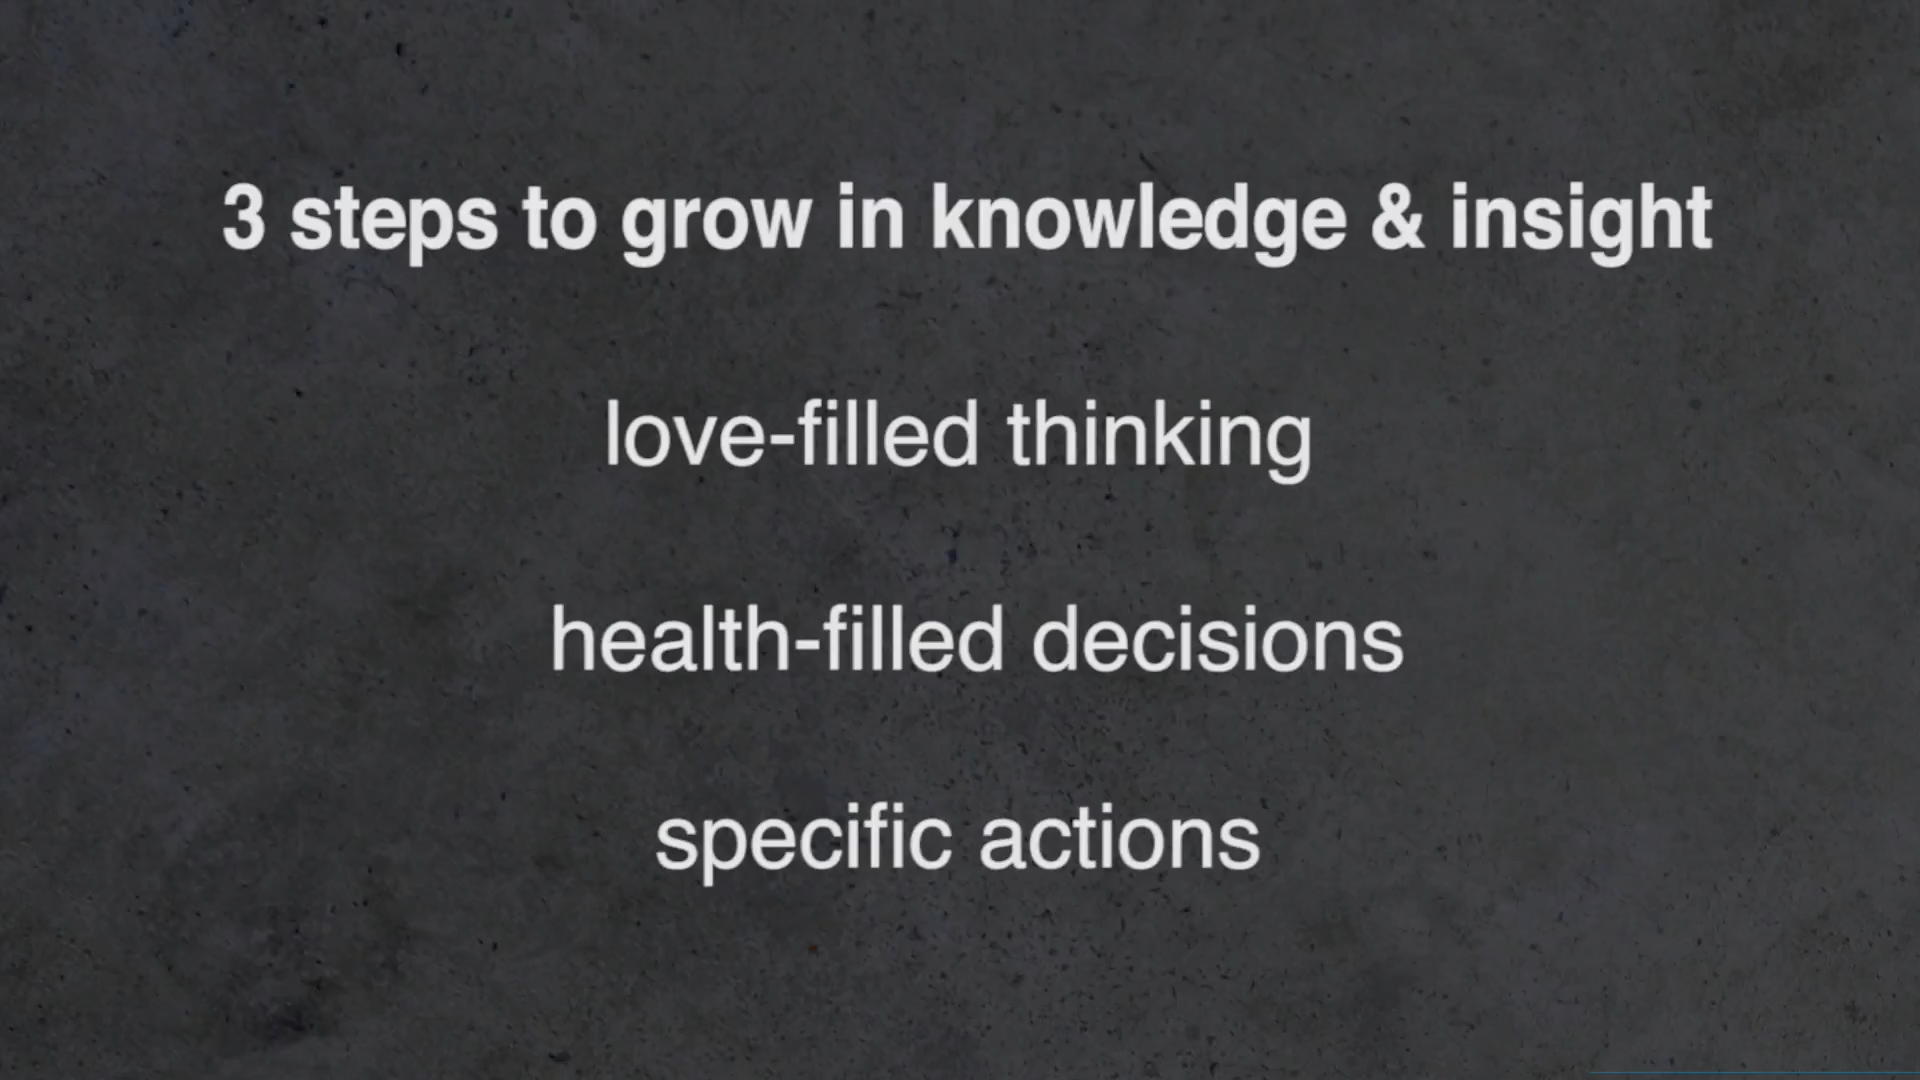 3 steps to grow in knowledge & insight
love-filled thinking
health-filled decisions
specific actions